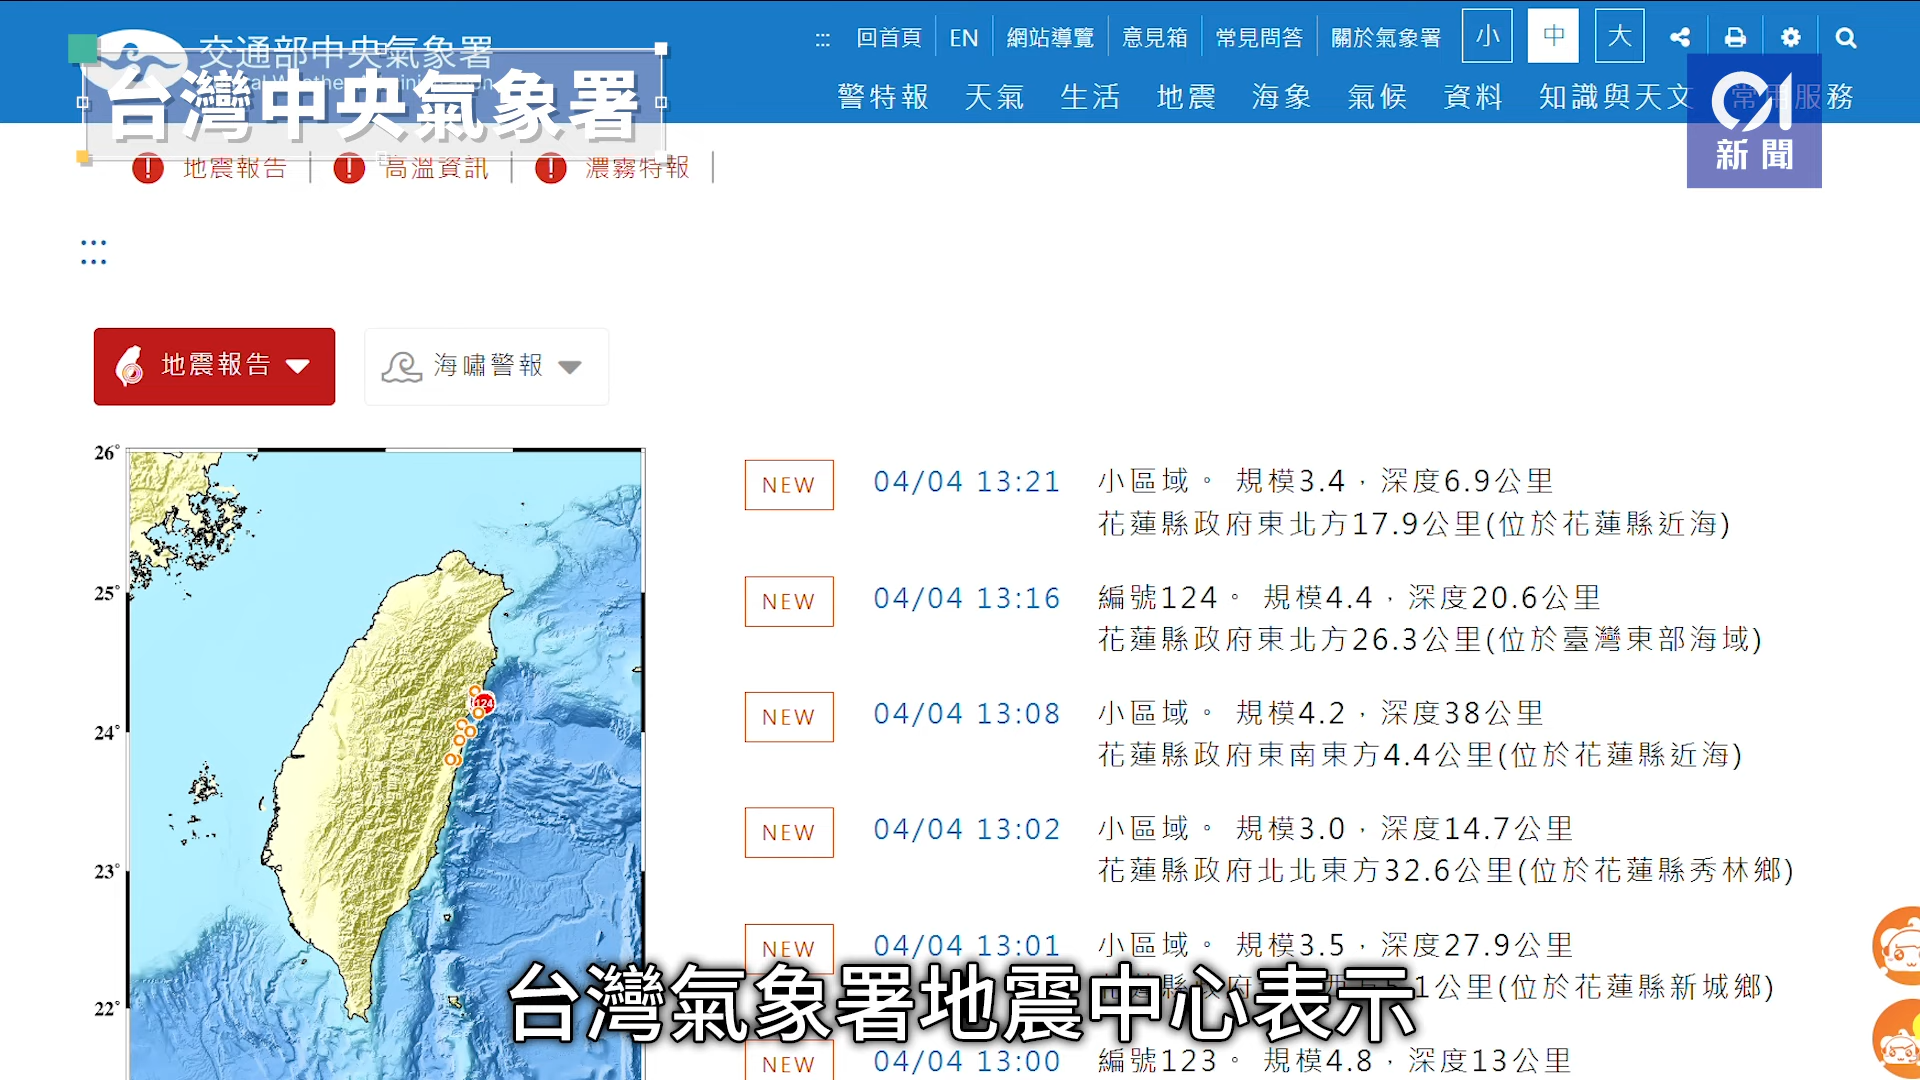 交通部中央氣象署
台灣中央氣象署
回首頁
EN
網站導覽
意見箱
常見問答
關於氣象署
小
中
大
警特報
天氣
生活
地震
海象
氣候
資料
知識與天文
常用服務
01
新聞
地震報告
高溫資訊
濃霧特報
地震報告
海嘯警報
26°
25°
24°
23°
22°
124
NEW 04/04 13:21 小區域。 規模3.4，深度6.9公里
花蓮縣政府東北方17.9公里(位於花蓮縣近海)
NEW 04/04 13:16 編號124。 規模4.4，深度20.6公里
花蓮縣政府東北方26.3公里(位於臺灣東部海域)
NEW 04/04 13:08 小區域。 規模4.2，深度38公里
花蓮縣政府東南東方4.4公里(位於花蓮縣近海)
NEW 04/04 13:02 小區域。 規模3.0，深度14.7公里
花蓮縣政府北北東方32.6公里(位於花蓮縣秀林鄉)
NEW 04/04 13:01 小區域。 規模3.5，深度27.9公里
.1公里(位於花蓮縣新城鄉)
台灣氣象署地震中心表示
NEW 04/04 13:00 編號123。 規模4.8，深度13公里